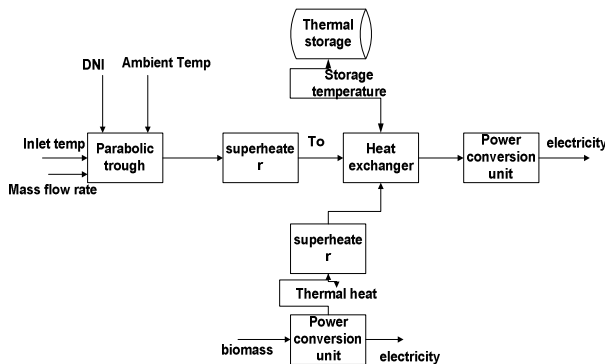 Thermal
storage
DNI
Ambient Temp
Storage
temperature
Inlet temp
Mass flow rate
Parabolic
trough
superheate
r
To
Heat
exchanger
Power
conversion
unit
electricity
superheate
r
Thermal heat
biomass
Power
conversion
unit
electricity